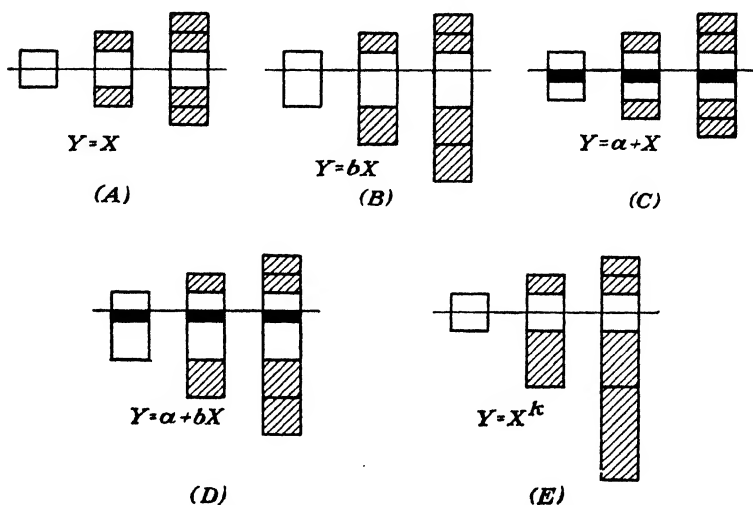 Y=X
(A)
Y=bX
(B)
Y=α+X
(C)
Y=α+bX
(D)
Y=X^k
(E)